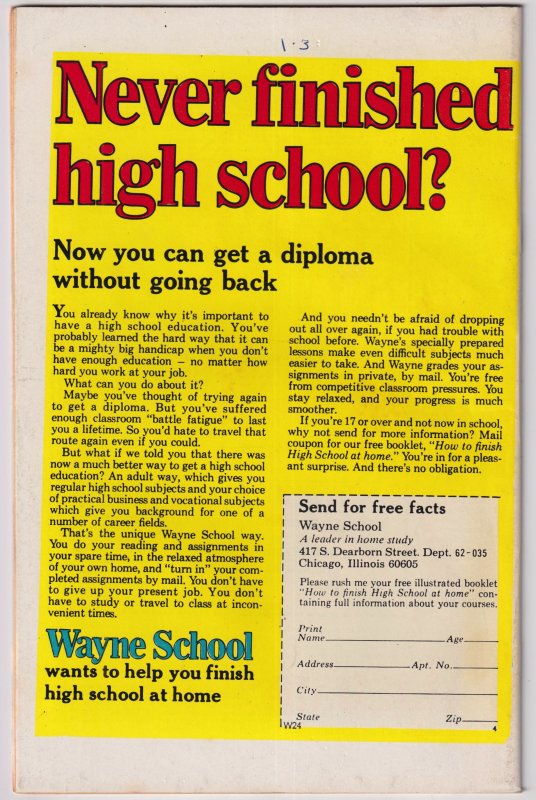 1·3
Never finished
high school?
Now you can get a diploma
without going back
You already know why it's important to
have a high school education. You've
probably learned the hard way that it can
be a mighty big handicap when you don't
have enough education – no matter how
hard you work at your job.
What can you do about it?
Maybe you've thought of trying again
to get a diploma. But you've suffered
enough classroom "battle fatigue" to last
you a lifetime. So you'd hate to travel that
route again even if you could.
But what if we told you that there was
now a much better way to get a high school
education? An adult way, which gives you
regular high school subjects and your choice
of practical business and vocational subjects
which give you background for one of a
number of career fields.
That's the unique Wayne School way.
You do your reading and assignments in
your spare time, in the relaxed atmosphere
of your own home, and "turn in" your com-
pleted assignments by mail. You don't have
to give up your present job. You don't
have to study or travel to class at incon-
venient times.
Wayne School
wants to help you finish
high school at home
And you needn't be afraid of dropping
out all over again, if you had trouble with
school before. Wayne's specially prepared
lessons make even difficult subjects much
easier to take. And Wayne grades your as-
signments in private, by mail. You're free
from competitive classroom pressures. You
stay relaxed, and your progress is much
smoother.
If you're 17 or over and not now in school,
why not send for more information? Mail
coupon for our free booklet, "How to finish
High School at home." You're in for a pleas-
ant surprise. And there's no obligation.
Send for free facts
Wayne School
A leader in home study
417 S. Dearborn Street. Dept. 62-035
Chicago, Illinois 60605
Please rush me your free illustrated booklet
"How to finish High School at home" con-
taining full information about your courses.
Print
Name Age
Address Apt. No.
City
State Zip
W24 4